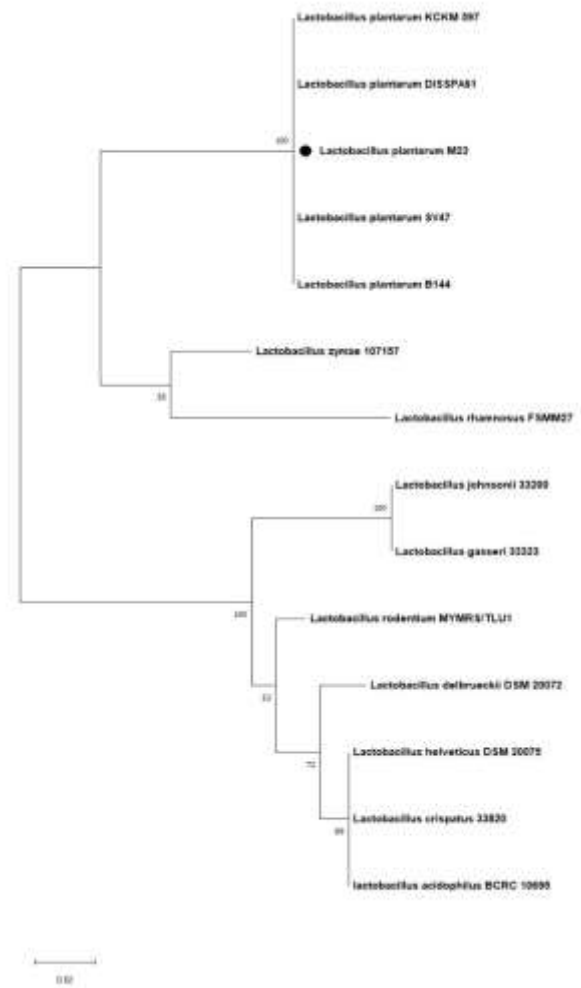 Lactobacillus plantarum KCKM
Lactobacillus plantarum DISSPA61
100
Lactobacillus plantarum M23
Lactobacillus plantarum SY47
Lactobacillus plantarum B144
Lactobacillus zymae 107157
Lactobacillus rhamnosus FSMM27
Lactobacillus johnsonii 33200
100
Lactobacillus gasseri 33323
Lactobacillus rodentium MYMRS/TLU1
100
Lactobacillus delbrueckii DSM 20072
Lactobacillus helveticus DSM 20075
Lactobacillus crispatus 33820
lactobacillus acidophilus BCRC 10695
0.02